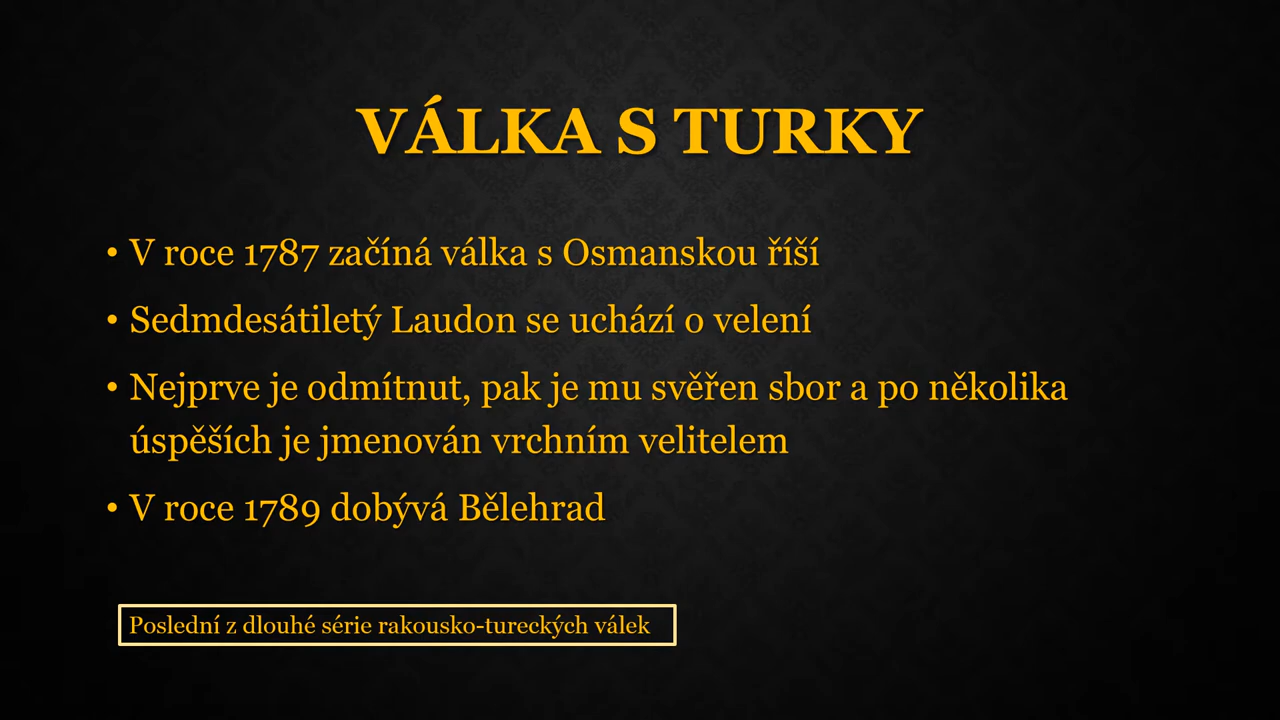 VÁLKA S TURKY
• V roce 1787 začíná válka s Osmanskou říší
• Sedmdesátiletý Laudon se uchází o velení
• Nejprve je odmítnut, pak je mu svěřen sbor a po několika
úspěších je jmenován vrchním velitelem
• V roce 1789 dobývá Bělehrad
Poslední z dlouhé série rakousko-tureckých válek